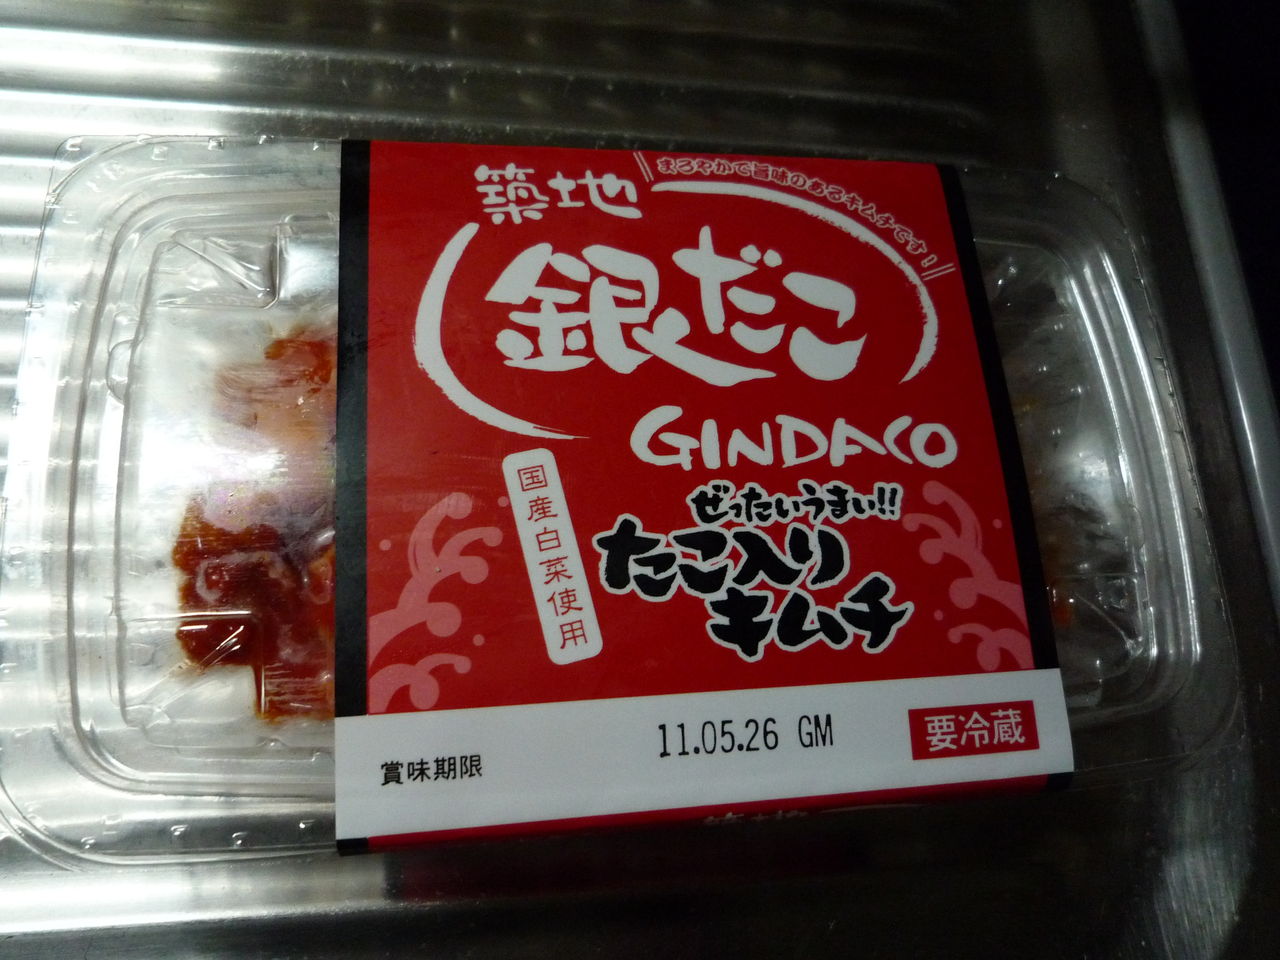 まろやかで旨味のあるキムチです!
築地
銀だこ
GINDACO
国産白菜使用
ぜったいうまい!!
たこ入り
キムチ
賞味期限
11.05.26 GM
要冷蔵